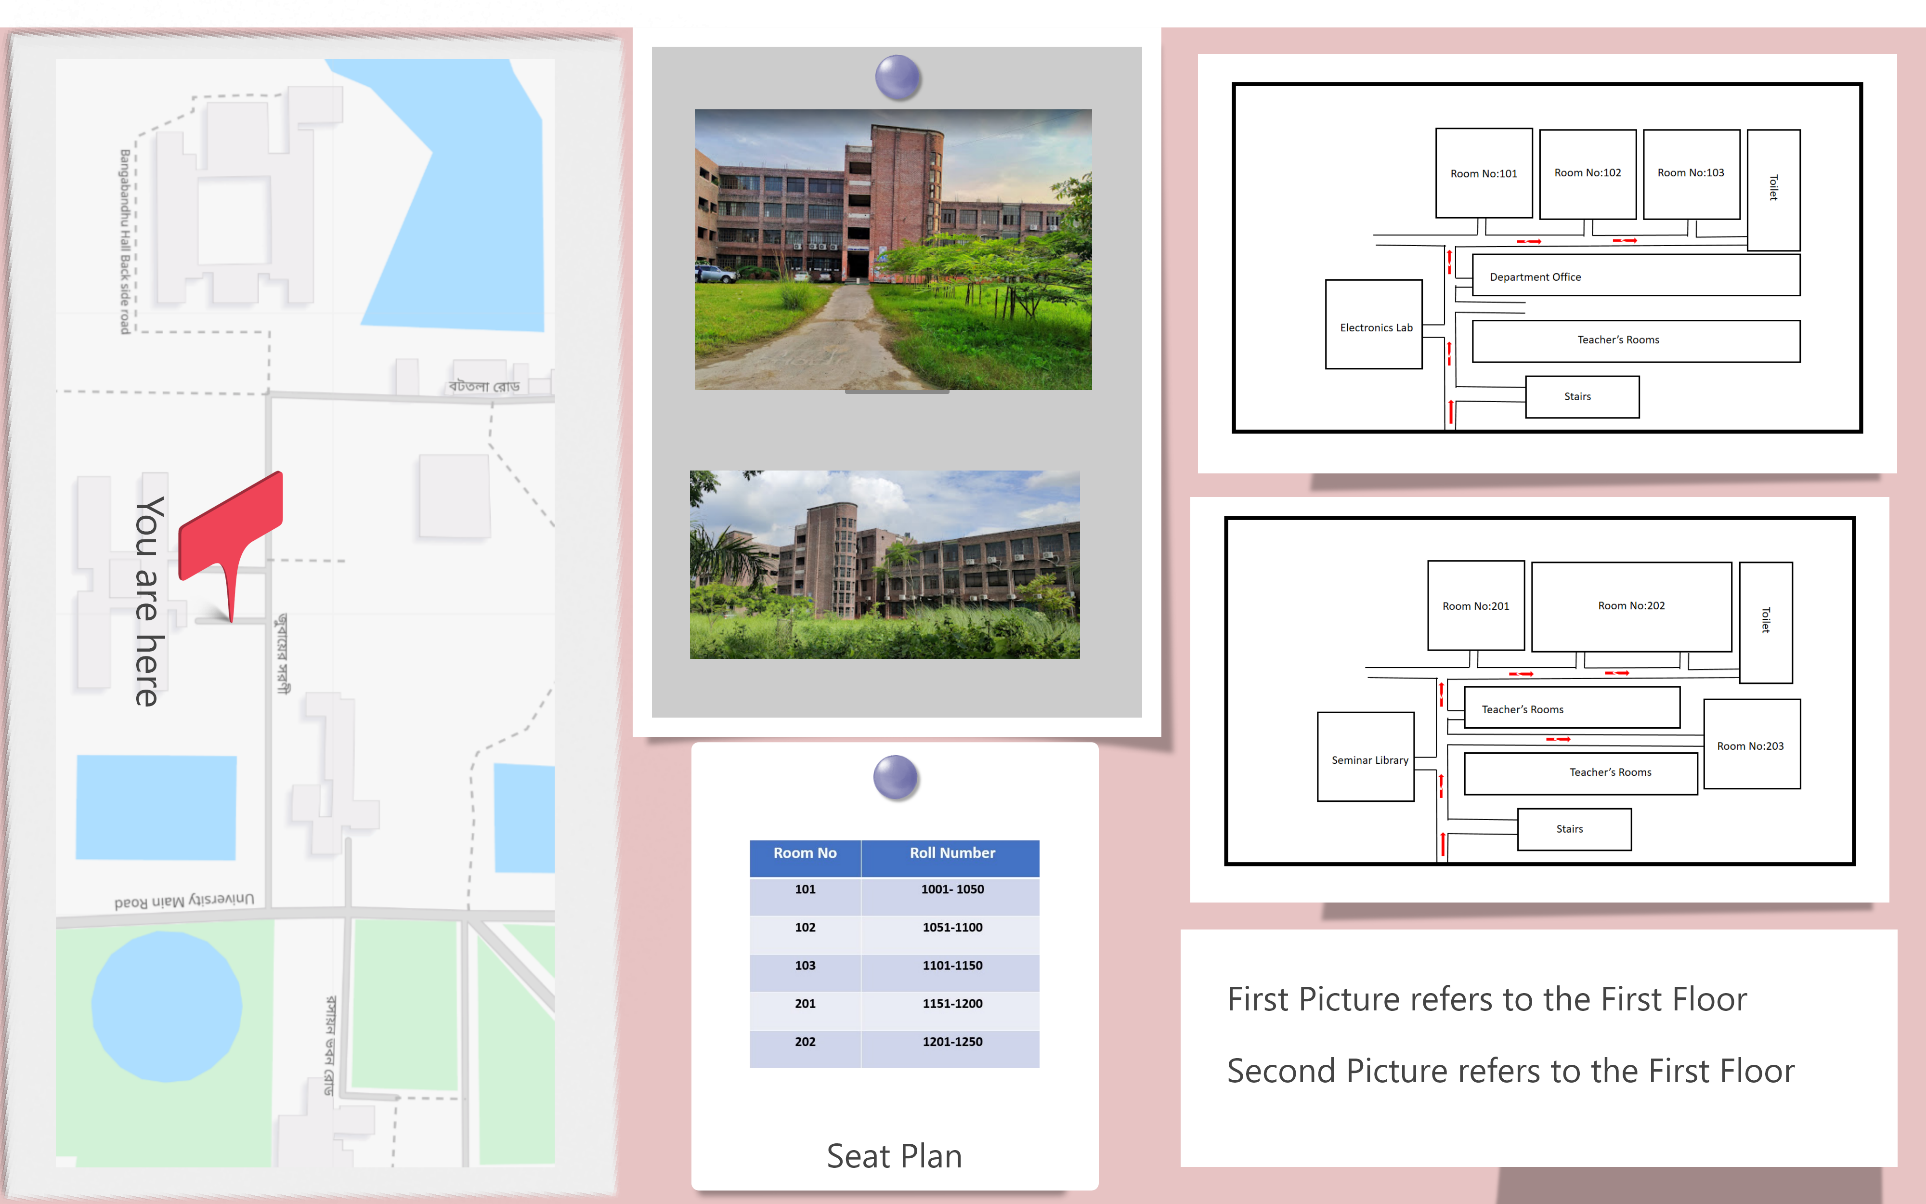 Bangabandhu Hall Back side road
বটতলা রোড
You are here
জুবায়ের সরণী
University Main Road
রসায়ন ভবন রোড
Room No
Roll Number
101
1001- 1050
102
1051-1100
103
1101-1150
201
1151-1200
202
1201-1250
Seat Plan
Room No:101
Room No:102
Room No:103
Toilet
Department Office
Electronics Lab
Teacher’s Rooms
Stairs
Room No:201
Room No:202
Toilet
Teacher’s Rooms
Room No:203
Seminar Library
Teacher’s Rooms
Stairs
First Picture refers to the First Floor
Second Picture refers to the First Floor